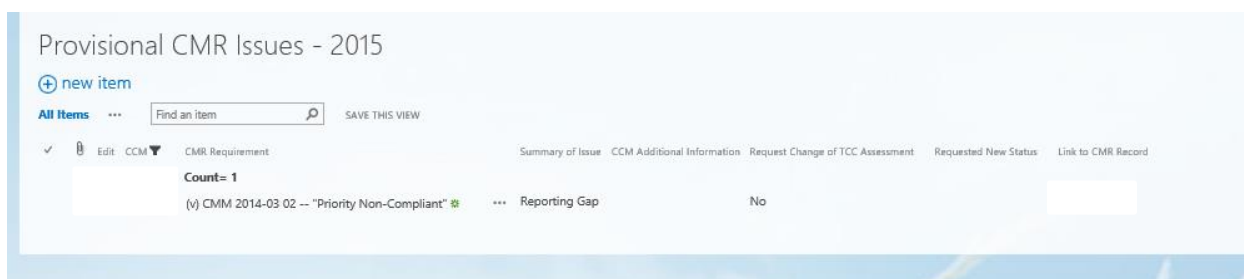 Provisional CMR Issues - 2015
new item
All Items ... Find an item SAVE THIS VIEW
Edit CCM CMR Requirement Summary of Issue CCM Additional Information Request Change of TCC Assessment Requested New Status Link to CMR Record
Count= 1
(v) CMM 2014-03 02 -- "Priority Non-Compliant" ... Reporting Gap No